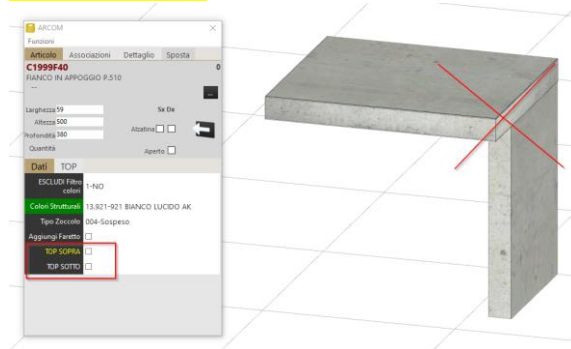 ARCOM
Funzioni
Articolo Associazioni Dettaglio Sposta
C1999F40 0
FIANCO IN APPOGGIO P.510
--
...
Larghezza 59 Sx Dx
Altezza 500
Profondità 380 Alzatina
Quantità Aperto
Dati TOP
ESCLUDI Filtro colori 1-NO
Colori Strutturali 13.921-921 BIANCO LUCIDO AK
Tipo Zoccolo 004-Sospeso
Aggiungi Faretto
TOP SOPRA
TOP SOTTO